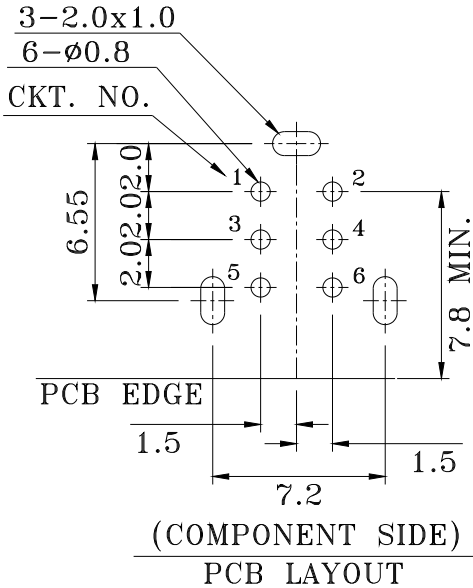 3-2.0x1.0
6-ø0.8
CKT. NO.
1
2
3
4
5
6
2.0
2.0
2.0
6.55
7.8 MIN.
PCB EDGE
1.5
1.5
7.2
(COMPONENT SIDE)
PCB LAYOUT